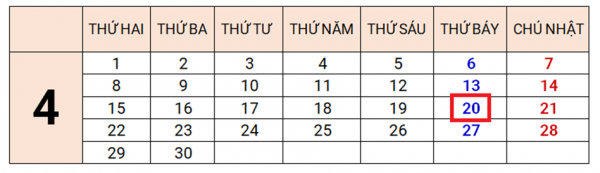 THỨ HAI THỨ BA THỨ TƯ THỨ NĂM THỨ SÁU THỨ BẢY CHỦ NHẬT
4
1 2 3 4 5 6 7
8 9 10 11 12 13 14
15 16 17 18 19 20 21
22 23 24 25 26 27 28
29 30